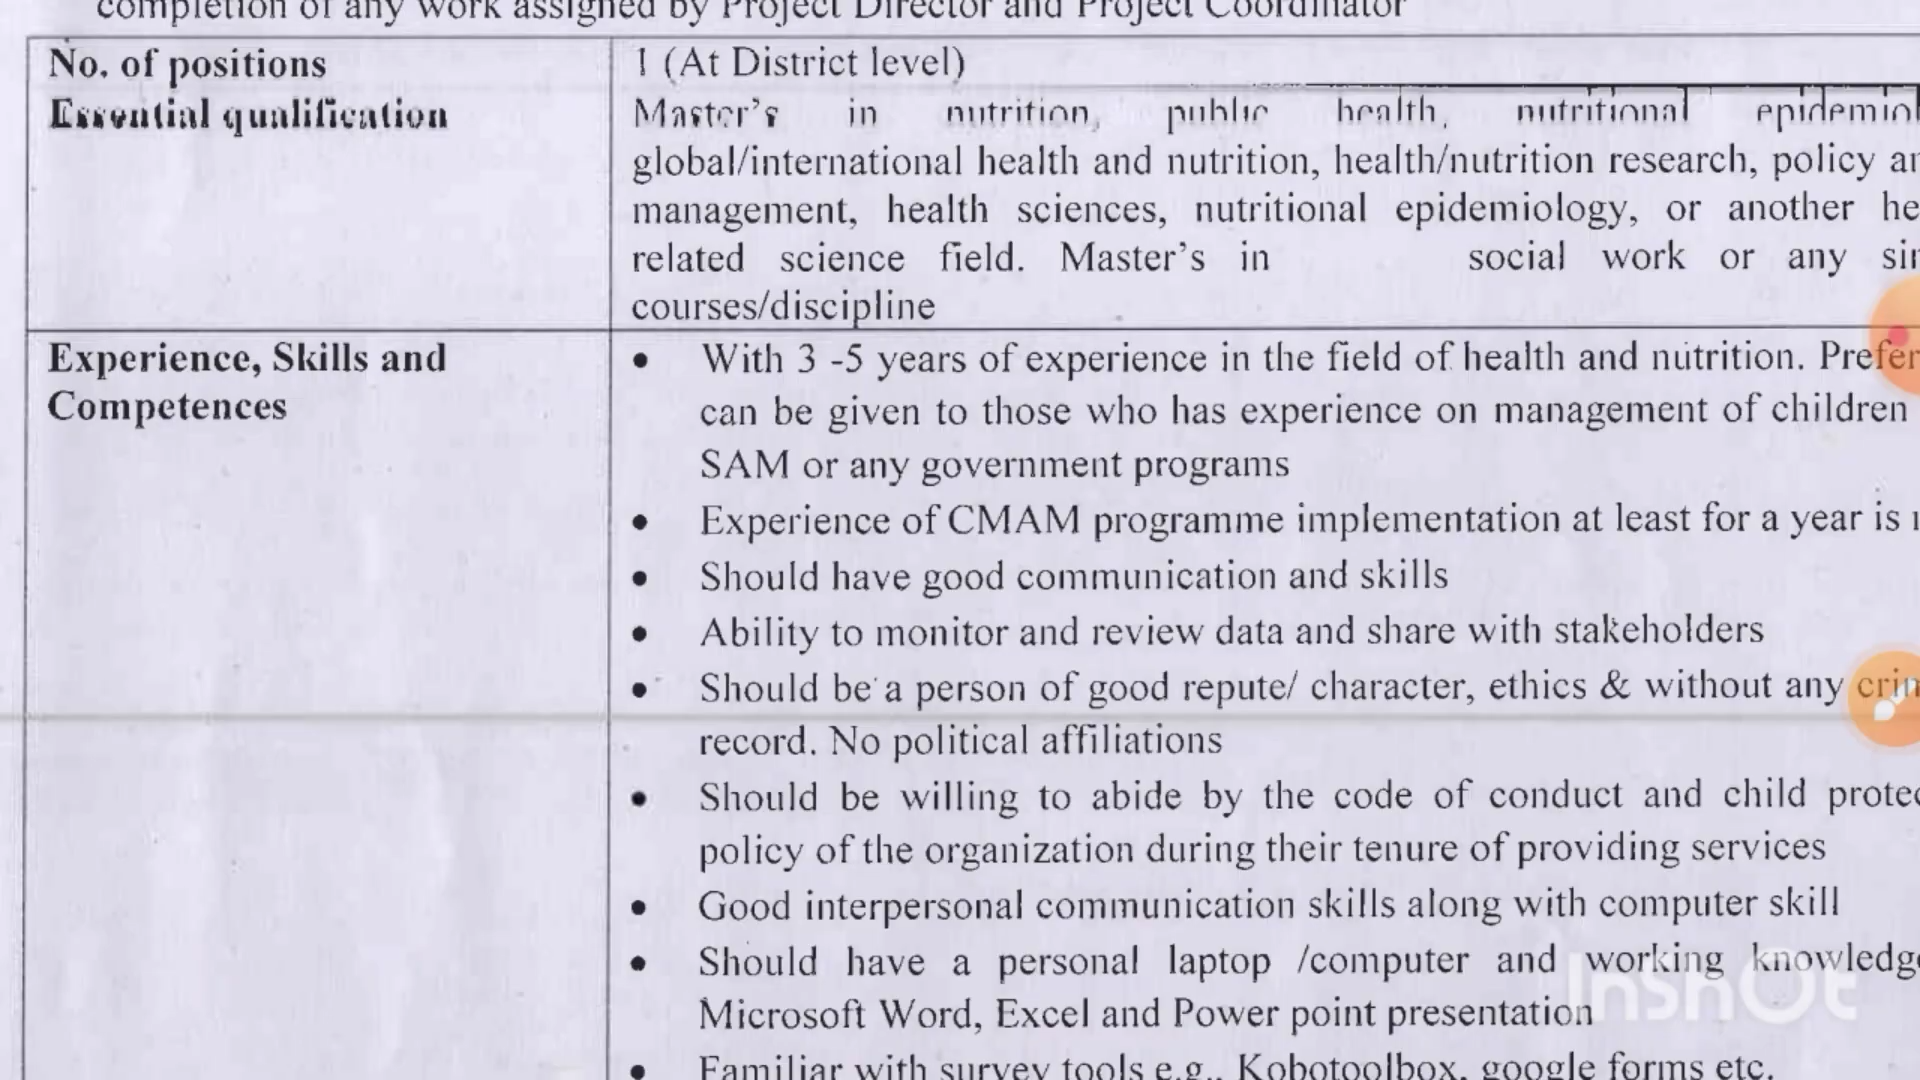 completion of any work assigned by Project Director and Project Coordinator
No. of positions
1 (At District level)
Essential qualification
Master's in nutrition, public health, nutritional
global/international health and nutrition, health/nutrition research, policy
management, health sciences, nutritional epidemiology, or another
related science field. Master's in social work or any
courses/discipline
Experience, Skills and
Competences
• With 3 -5 years of experience in the field of health and nutrition.
can be given to those who has experience on management of children
SAM or any government programs
• Experience of CMAM programme implementation at least for a year is
• Should have good communication and skills
• Ability to monitor and review data and share with stakeholders
• Should be a person of good repute/ character, ethics & without any
record. No political affiliations
• Should be willing to abide by the code of conduct and child
policy of the organization during their tenure of providing services
• Good interpersonal communication skills along with computer skill
• Should have a personal laptop /computer and working
Microsoft Word, Excel and Power point presentation
• Familiar with survey tools e.g., Kobotoolbox, google forms etc.
InShOt